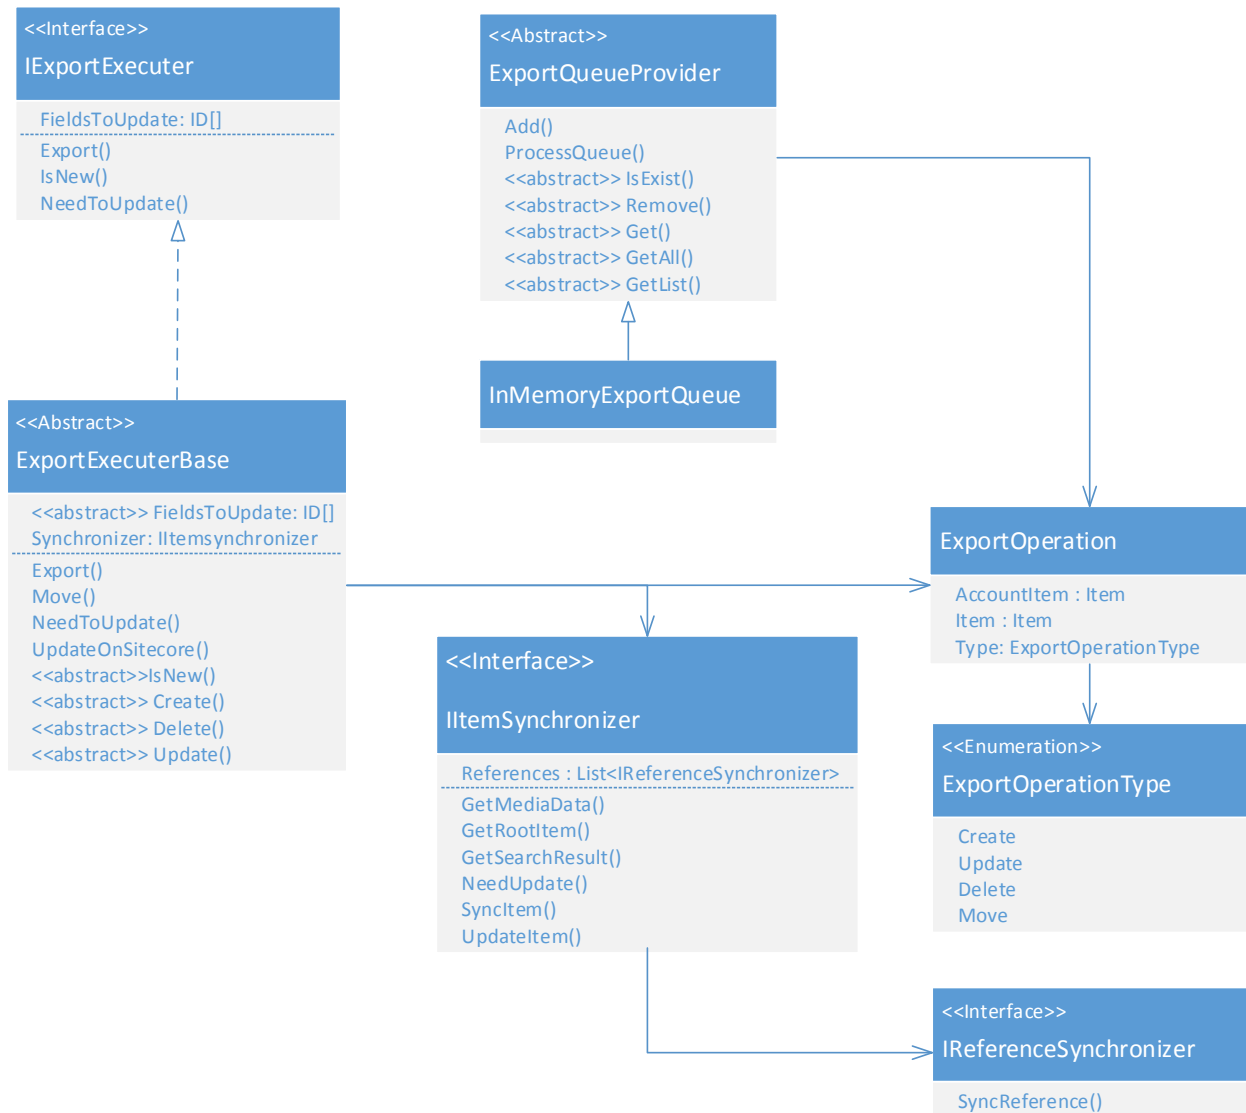 <<Interface>>
IExportExecuter
FieldsToUpdate: ID[]
Export()
IsNew()
NeedToUpdate()
<<Abstract>>
ExportQueueProvider
Add()
ProcessQueue()
<<abstract>> IsExist()
<<abstract>> Remove()
<<abstract>> Get()
<<abstract>> GetAll()
<<abstract>> GetList()
InMemoryExportQueue
<<Abstract>>
ExportExecuterBase
<<abstract>> FieldsToUpdate: ID[]
Synchronizer: IItemsynchronizer
Export()
Move()
NeedToUpdate()
UpdateOnSitecore()
<<abstract>>IsNew()
<<abstract>> Create()
<<abstract>> Delete()
<<abstract>> Update()
<<Interface>>
IItemSynchronizer
References : List<IReferenceSynchronizer>
GetMediaData()
GetRootItem()
GetSearchResult()
NeedUpdate()
SyncItem()
UpdateItem()
ExportOperation
AccountItem : Item
Item : Item
Type: ExportOperationType
<<Enumeration>>
ExportOperationType
Create
Update
Delete
Move
<<Interface>>
IReferenceSynchronizer
SyncReference()